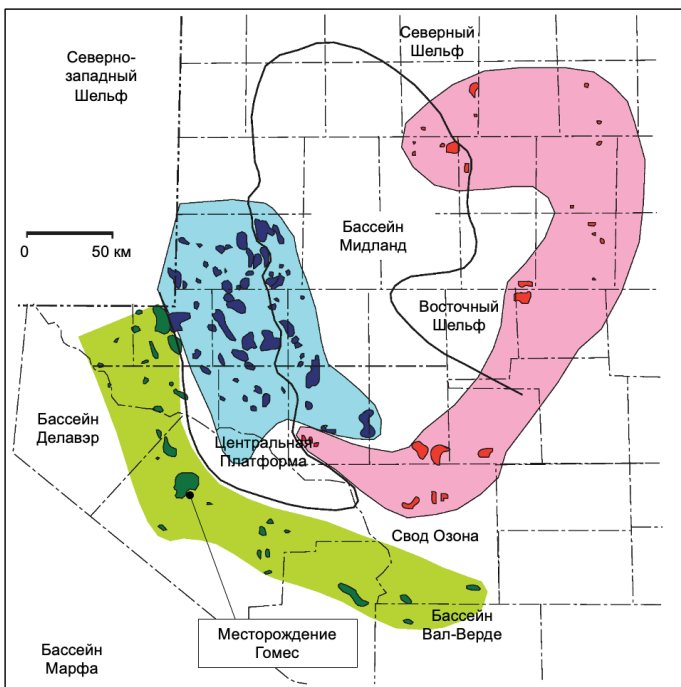 Северно-
западный
Шельф
Северный
Шельф
0 50 км
Бассейн
Мидланд
Восточный
Шельф
Бассейн
Делавэр
Центральная
Платформа
Свод Озона
Месторождение
Гомес
Бассейн
Вал-Верде
Бассейн
Марфа